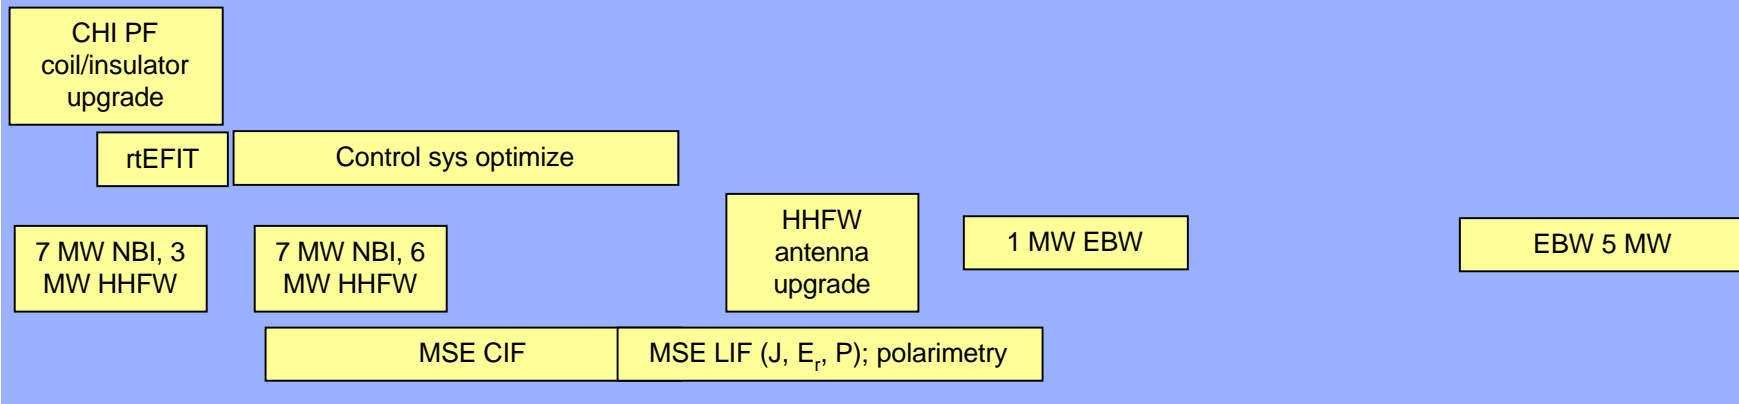 CHI PF
coil/insulator
upgrade
rtEFIT
Control sys optimize
7 MW NBI, 3
MW HHFW
7 MW NBI, 6
MW HHFW
HHFW
antenna
upgrade
1 MW EBW
EBW 5 MW
MSE CIF
MSE LIF (J, Er, P); polarimetry